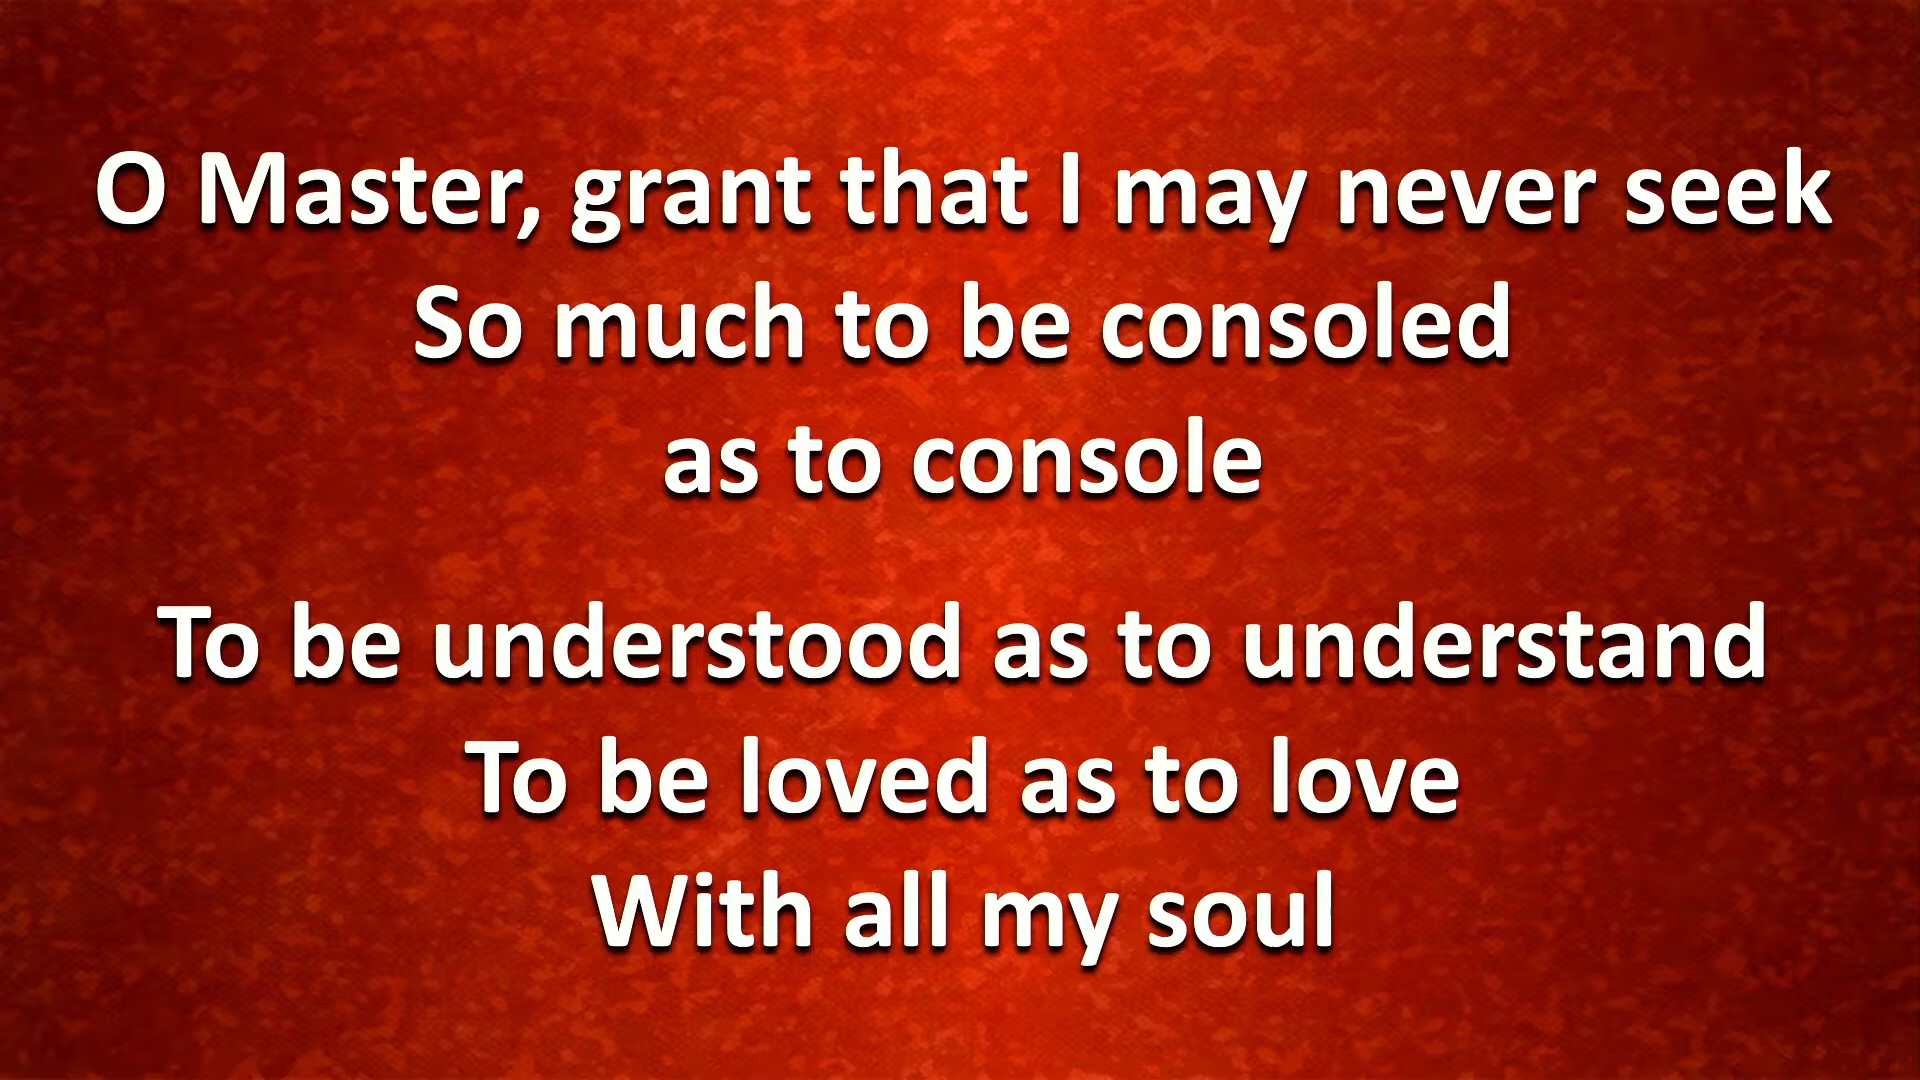 O Master, grant that I may never seek
So much to be consoled
as to console
To be understood as to understand
To be loved as to love
With all my soul